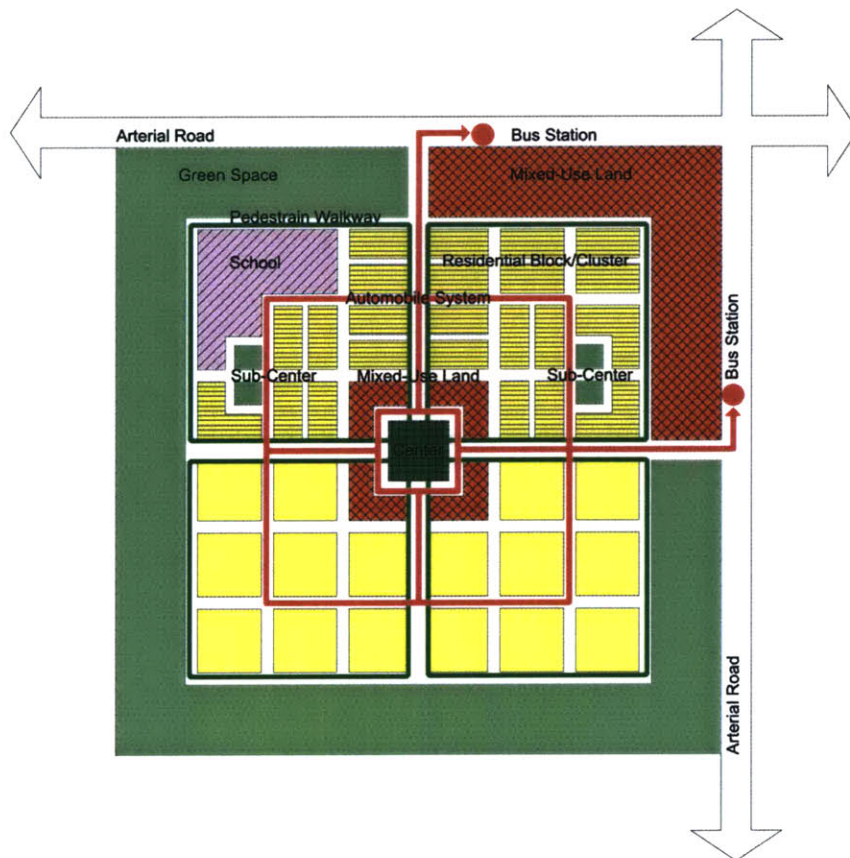 Arterial Road
Bus Station
Green Space
Mixed-Use Land
Pedestrain Walkway
School
Residential Block/Cluster
Automobile System
Bus Station
Sub-Center
Mixed-Use Land
Sub-Center
Center
Arterial Road